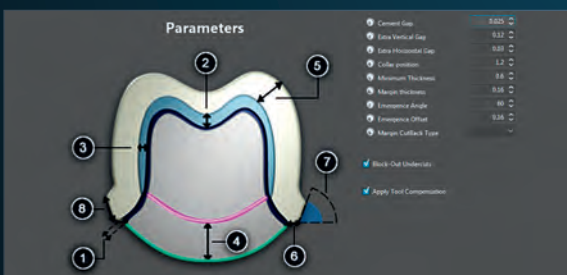 Parameters
Cement Gap 0.025
Extra Vertical Gap 0.12
Extra Horizontal Gap 0.03
Collar position 1.2
Minimum Thickness 0.6
Margin thickness 0.16
Emergence Angle 60
Emergence Offset 0.16
Margin CutBack Type
Block-Out Undercuts
Apply Tool Compensation
2
5
3
7
8
4
1
6